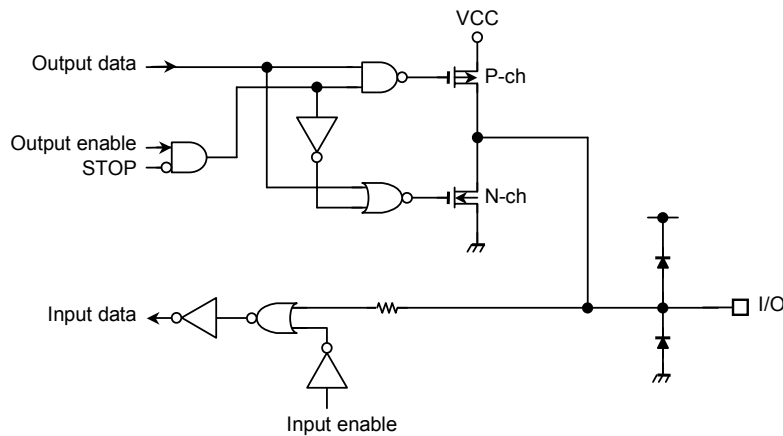 VCC
Output data
P-ch
Output enable
STOP
N-ch
Input data
I/O
Input enable